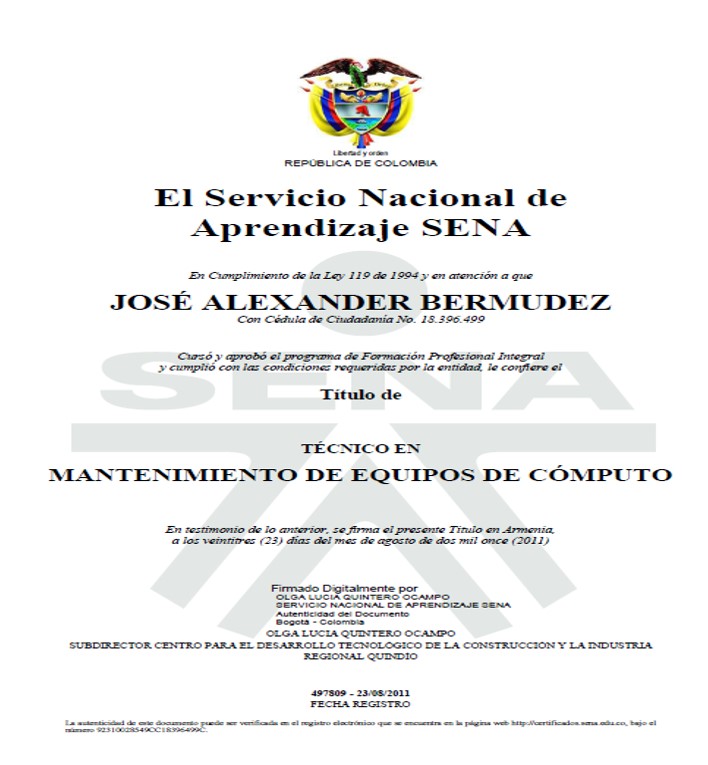 Libertad y orden
REPÚBLICA DE COLOMBIA
El Servicio Nacional de
Aprendizaje SENA
En Cumplimiento de la Ley 119 de 1994 y en atención a que
JOSÉ ALEXANDER BERMUDEZ
Con Cédula de Ciudadanía No. 18.396.499
Cursó y aprobó el programa de Formación Profesional Integral
y cumplió con las condiciones requeridas por la entidad, le confiere el
SENA
Título de
TÉCNICO EN
MANTENIMIENTO DE EQUIPOS DE CÓMPUTO
En testimonio de lo anterior, se firma el presente Título en Armenia,
a los veintitres (23) días del mes de agosto de dos mil once (2011)
Firmado Digitalmente por
OLGA LUCIA QUINTERO OCAMPO
SERVICIO NACIONAL DE APRENDIZAJE SENA
Autenticidad del Documento
Bogotá - Colombia
OLGA LUCIA QUINTERO OCAMPO
SUBDIRECTOR CENTRO PARA EL DESARROLLO TECNOLÓGICO DE LA CONSTRUCCIÓN Y LA INDUSTRIA
REGIONAL QUINDÍO
497809 - 23/08/2011
FECHA REGISTRO
La autenticidad de este documento puede ser verificada en el registro electrónico que se encuentra en la página web http://certificados.sena.edu.co, bajo el
número 92310028549CC18396499C.